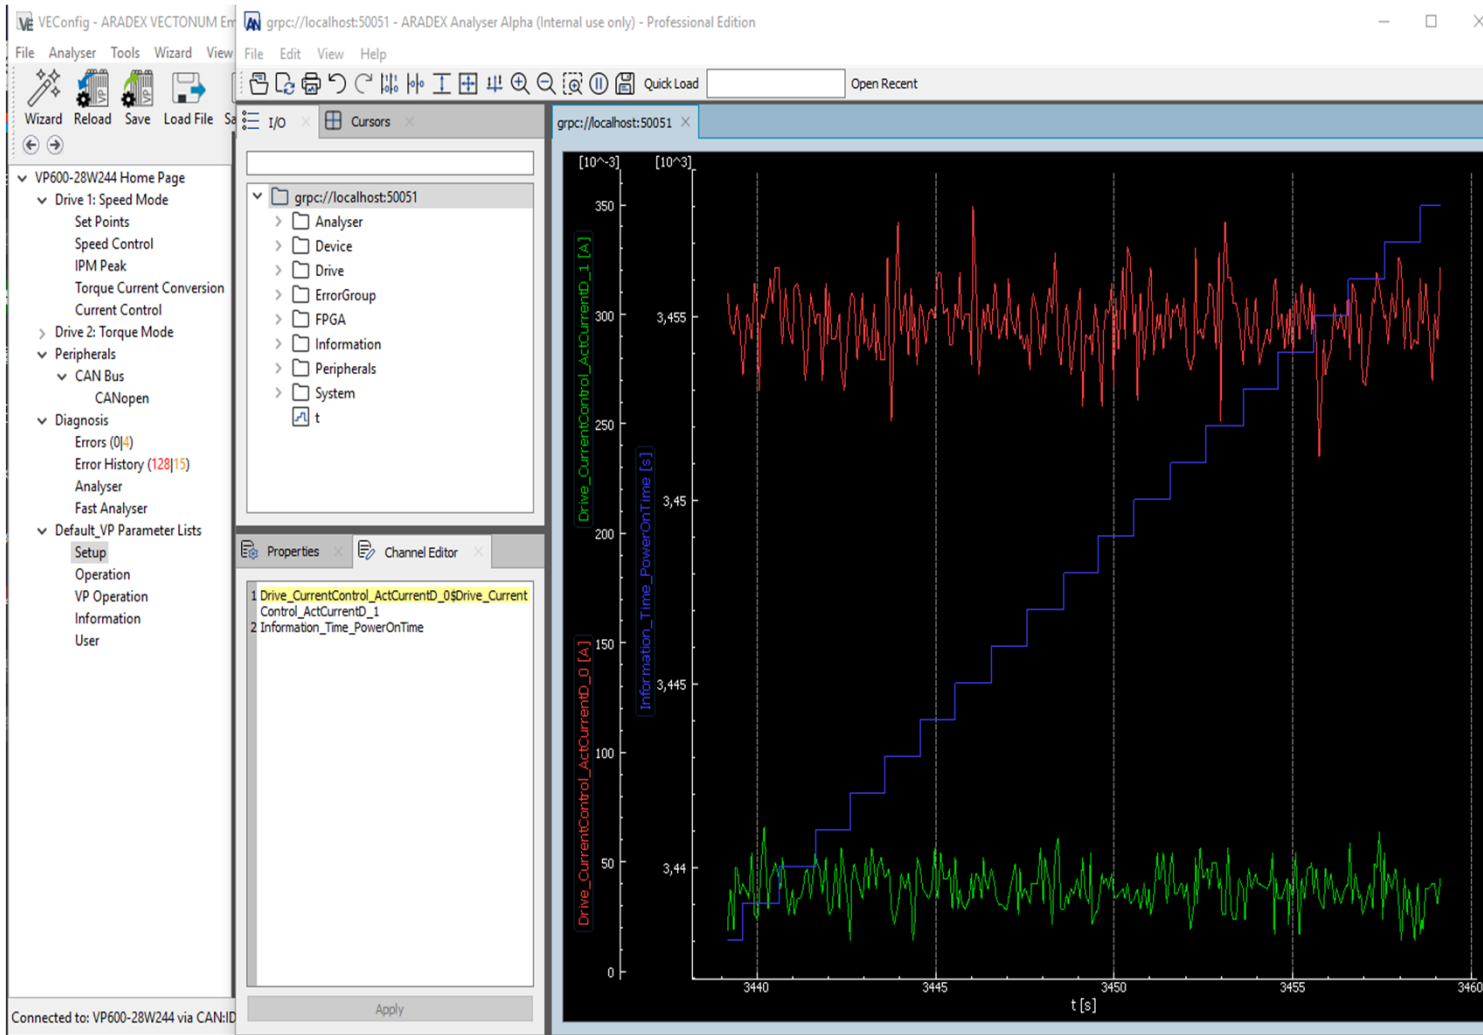 VEConfig - ARADEX VECTONUM Em
File Analyser Tools Wizard View
Wizard Reload Save Load File Sa
VP600-28W244 Home Page
Drive 1: Speed Mode
Set Points
Speed Control
IPM Peak
Torque Current Conversion
Current Control
Drive 2: Torque Mode
Peripherals
CAN Bus
CANopen
Diagnosis
Errors (0|4)
Error History (128|15)
Analyser
Fast Analyser
Default_VP Parameter Lists
Setup
Operation
VP Operation
Information
User
Connected to: VP600-28W244 via CAN:ID
grpc://localhost:50051 - ARADEX Analyser Alpha (Internal use only) - Professional Edition
File Edit View Help
Quick Load Open Recent
I/O Cursors
grpc://localhost:50051
Analyser
Device
Drive
ErrorGroup
FPGA
Information
Peripherals
System
t
Properties Channel Editor
1 Drive_CurrentControl_ActCurrentD_0$Drive_Current
Control_ActCurrentD_1
2 Information_Time_PowerOnTime
Apply
grpc://localhost:50051
[10^-3] [10^3]
350
300
250
200
150
100
50
0
Drive_CurrentControl_ActCurrentD_1 [A]
Drive_CurrentControl_ActCurrentD_0 [A]
Information_Time_PowerOnTime [s]
3,455
3,45
3,445
3,44
3440 3445 3450 3455 3460
t [s]